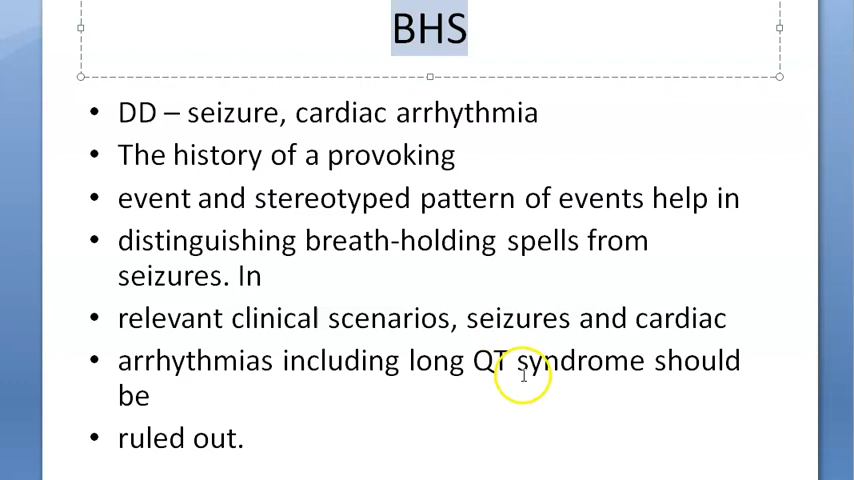 BHS
• DD – seizure, cardiac arrhythmia
• The history of a provoking
• event and stereotyped pattern of events help in
• distinguishing breath-holding spells from
seizures. In
• relevant clinical scenarios, seizures and cardiac
• arrhythmias including long QT syndrome should
be
• ruled out.